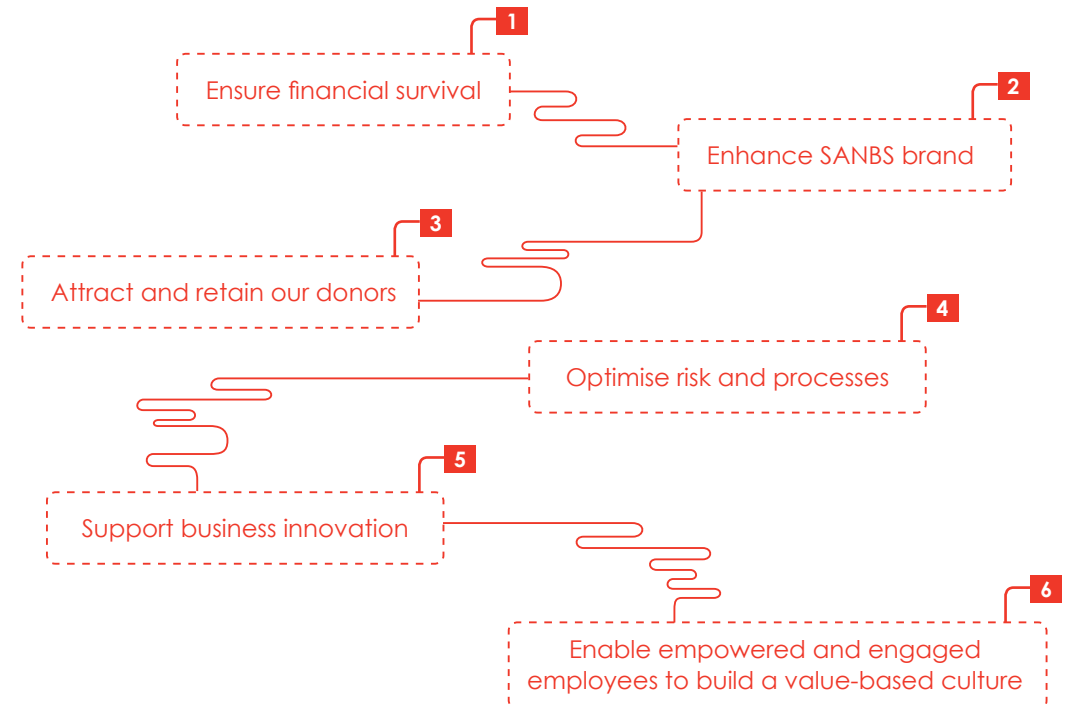 1
Ensure financial survival
2
Enhance SANBS brand
3
Attract and retain our donors
4
Optimise risk and processes
5
Support business innovation
6
Enable empowered and engaged
employees to build a value-based culture